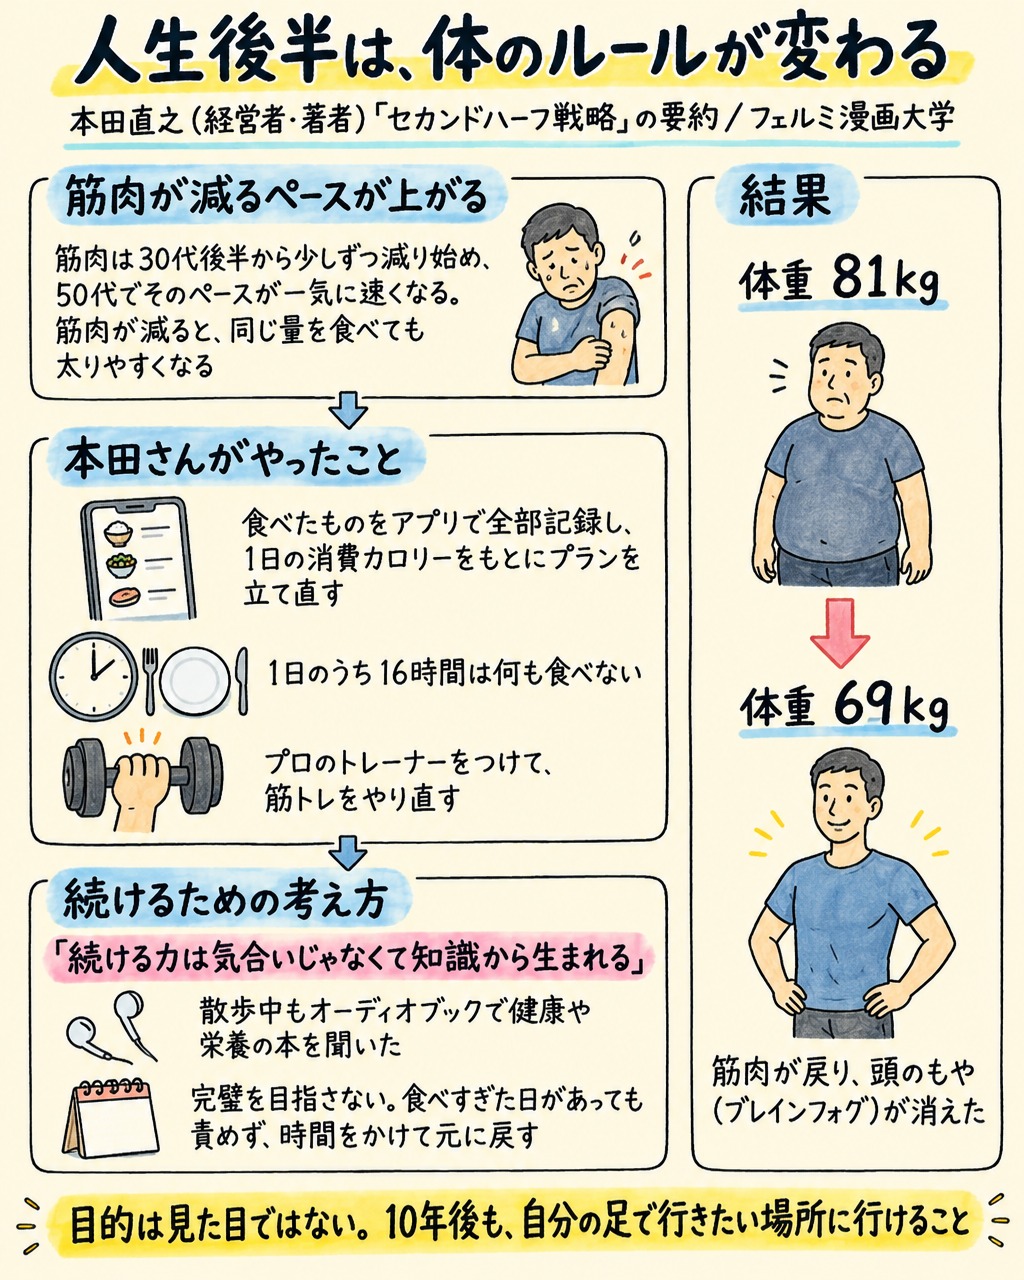 人生後半は、体のルールが変わる
本田直之(経営者・著者)「セカンドハーフ戦略」の要約/フェルミ漫画大学
筋肉が減るペースが上がる
筋肉は30代後半から少しずつ減り始め、
50代でそのペースが一気に速くなる。
筋肉が減ると、同じ量を食べても
太りやすくなる
本田さんがやったこと
食べたものをアプリで全部記録し、
1日の消費カロリーをもとにプランを
立て直す
1日のうち16時間は何も食べない
プロのトレーナーをつけて、
筋トレをやり直す
続けるための考え方
「続ける力は気合いじゃなくて知識から生まれる」
散歩中もオーディオブックで健康や
栄養の本を聞いた
完璧を目指さない。食べすぎた日があっても
責めず、時間をかけて元に戻す
結果
体重 81kg
体重 69kg
筋肉が戻り、頭のもや
(ブレインフォグ)が消えた
目的は見た目ではない。10年後も、自分の足で行きたい場所に行けること